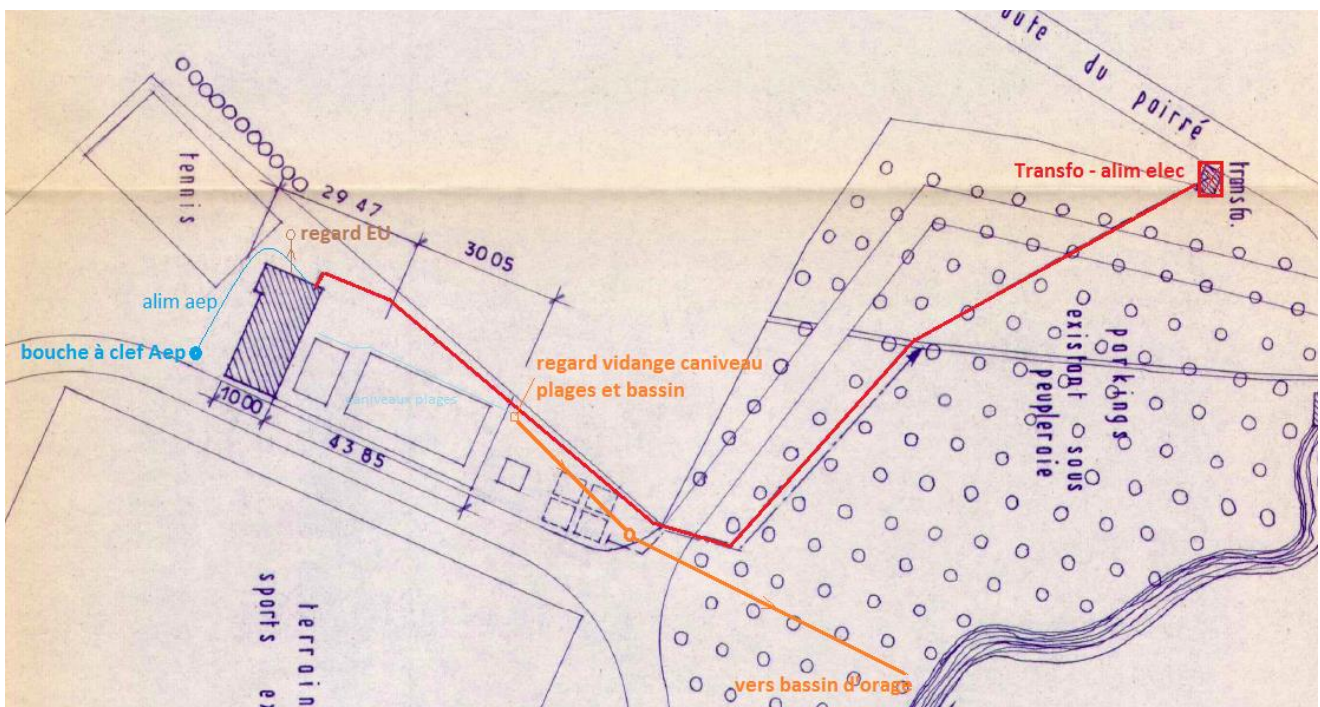 oute du poirré
Transfo - alim elec
transfo.
tennis
29 47
30 05
regard EU
alim aep
bouche à clef Aep
regard vidange caniveau
plages et bassin
caniveaux plages
10 00
43 85
parkings
existant sous
peupleroie
terrain
sports e
vers bassin d'orage